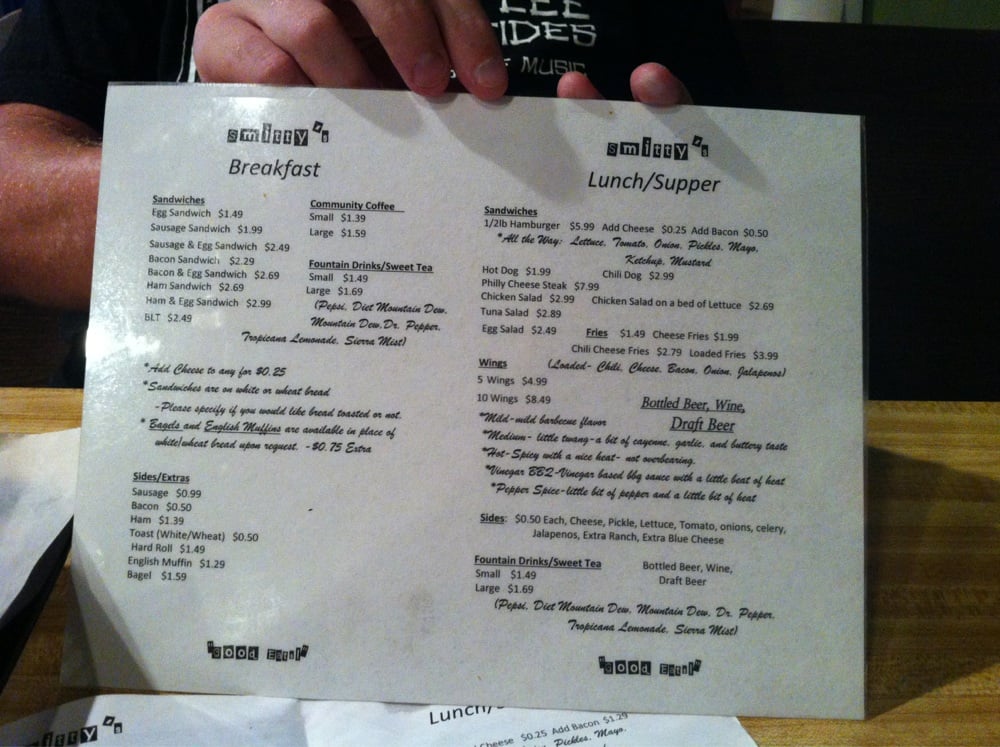 LEE
TIDES
MUSIC
smitty's
Breakfast
Sandwiches
Egg Sandwich $1.49
Sausage Sandwich $1.99
Sausage & Egg Sandwich $2.49
Bacon Sandwich $2.29
Bacon & Egg Sandwich $2.69
Ham Sandwich $2.69
Ham & Egg Sandwich $2.99
BLT $2.49
Community Coffee
Small $1.39
Large $1.59
Fountain Drinks/Sweet Tea
Small $1.49
Large $1.69
(Pepsi, Diet Mountain Dew,
Mountain Dew, Dr. Pepper,
Tropicana Lemonade, Sierra Mist)
*Add Cheese to any for $0.25
*Sandwiches are on white or wheat bread
-Please specify if you would like bread toasted or not.
* Bagels and English Muffins are available in place of
white/wheat bread upon request. -$0.75 Extra
Sides/Extras
Sausage $0.99
Bacon $0.50
Ham $1.39
Toast (White/Wheat) $0.50
Hard Roll $1.49
English Muffin $1.29
Bagel $1.59
"Good Eats!"
smitty's
Lunch/Supper
Sandwiches
1/2lb Hamburger $5.99 Add Cheese $0.25 Add Bacon $0.50
*All the Way: Lettuce, Tomato, Onion, Pickles, Mayo,
Ketchup, Mustard
Hot Dog $1.99 Chili Dog $2.99
Philly Cheese Steak $7.99
Chicken Salad $2.99 Chicken Salad on a bed of Lettuce $2.69
Tuna Salad $2.89
Egg Salad $2.49 Fries $1.49 Cheese Fries $1.99
Chili Cheese Fries $2.79 Loaded Fries $3.99
Wings (Loaded- Chili, Cheese, Bacon, Onion, Jalapenos)
5 Wings $4.99
10 Wings $8.49
Bottled Beer, Wine,
Draft Beer
*Mild-mild barbecue flavor
*Medium- little twang-a bit of cayenne, garlic, and buttery taste
*Hot-Spicy with a nice heat- not overbearing.
*Vinegar BBQ-Vinegar based bbq sauce with a little beat of heat
*Pepper Spice-little bit of pepper and a little bit of heat
Sides: $0.50 Each, Cheese, Pickle, Lettuce, Tomato, onions, celery,
Jalapenos, Extra Ranch, Extra Blue Cheese
Fountain Drinks/Sweet Tea
Small $1.49
Large $1.69
Bottled Beer, Wine,
Draft Beer
(Pepsi, Diet Mountain Dew, Mountain Dew, Dr. Pepper,
Tropicana Lemonade, Sierra Mist)
"Good Eats!"
Lunch/S
Cheese $0.25 Add Bacon $1.29
Pickles, Mayo,